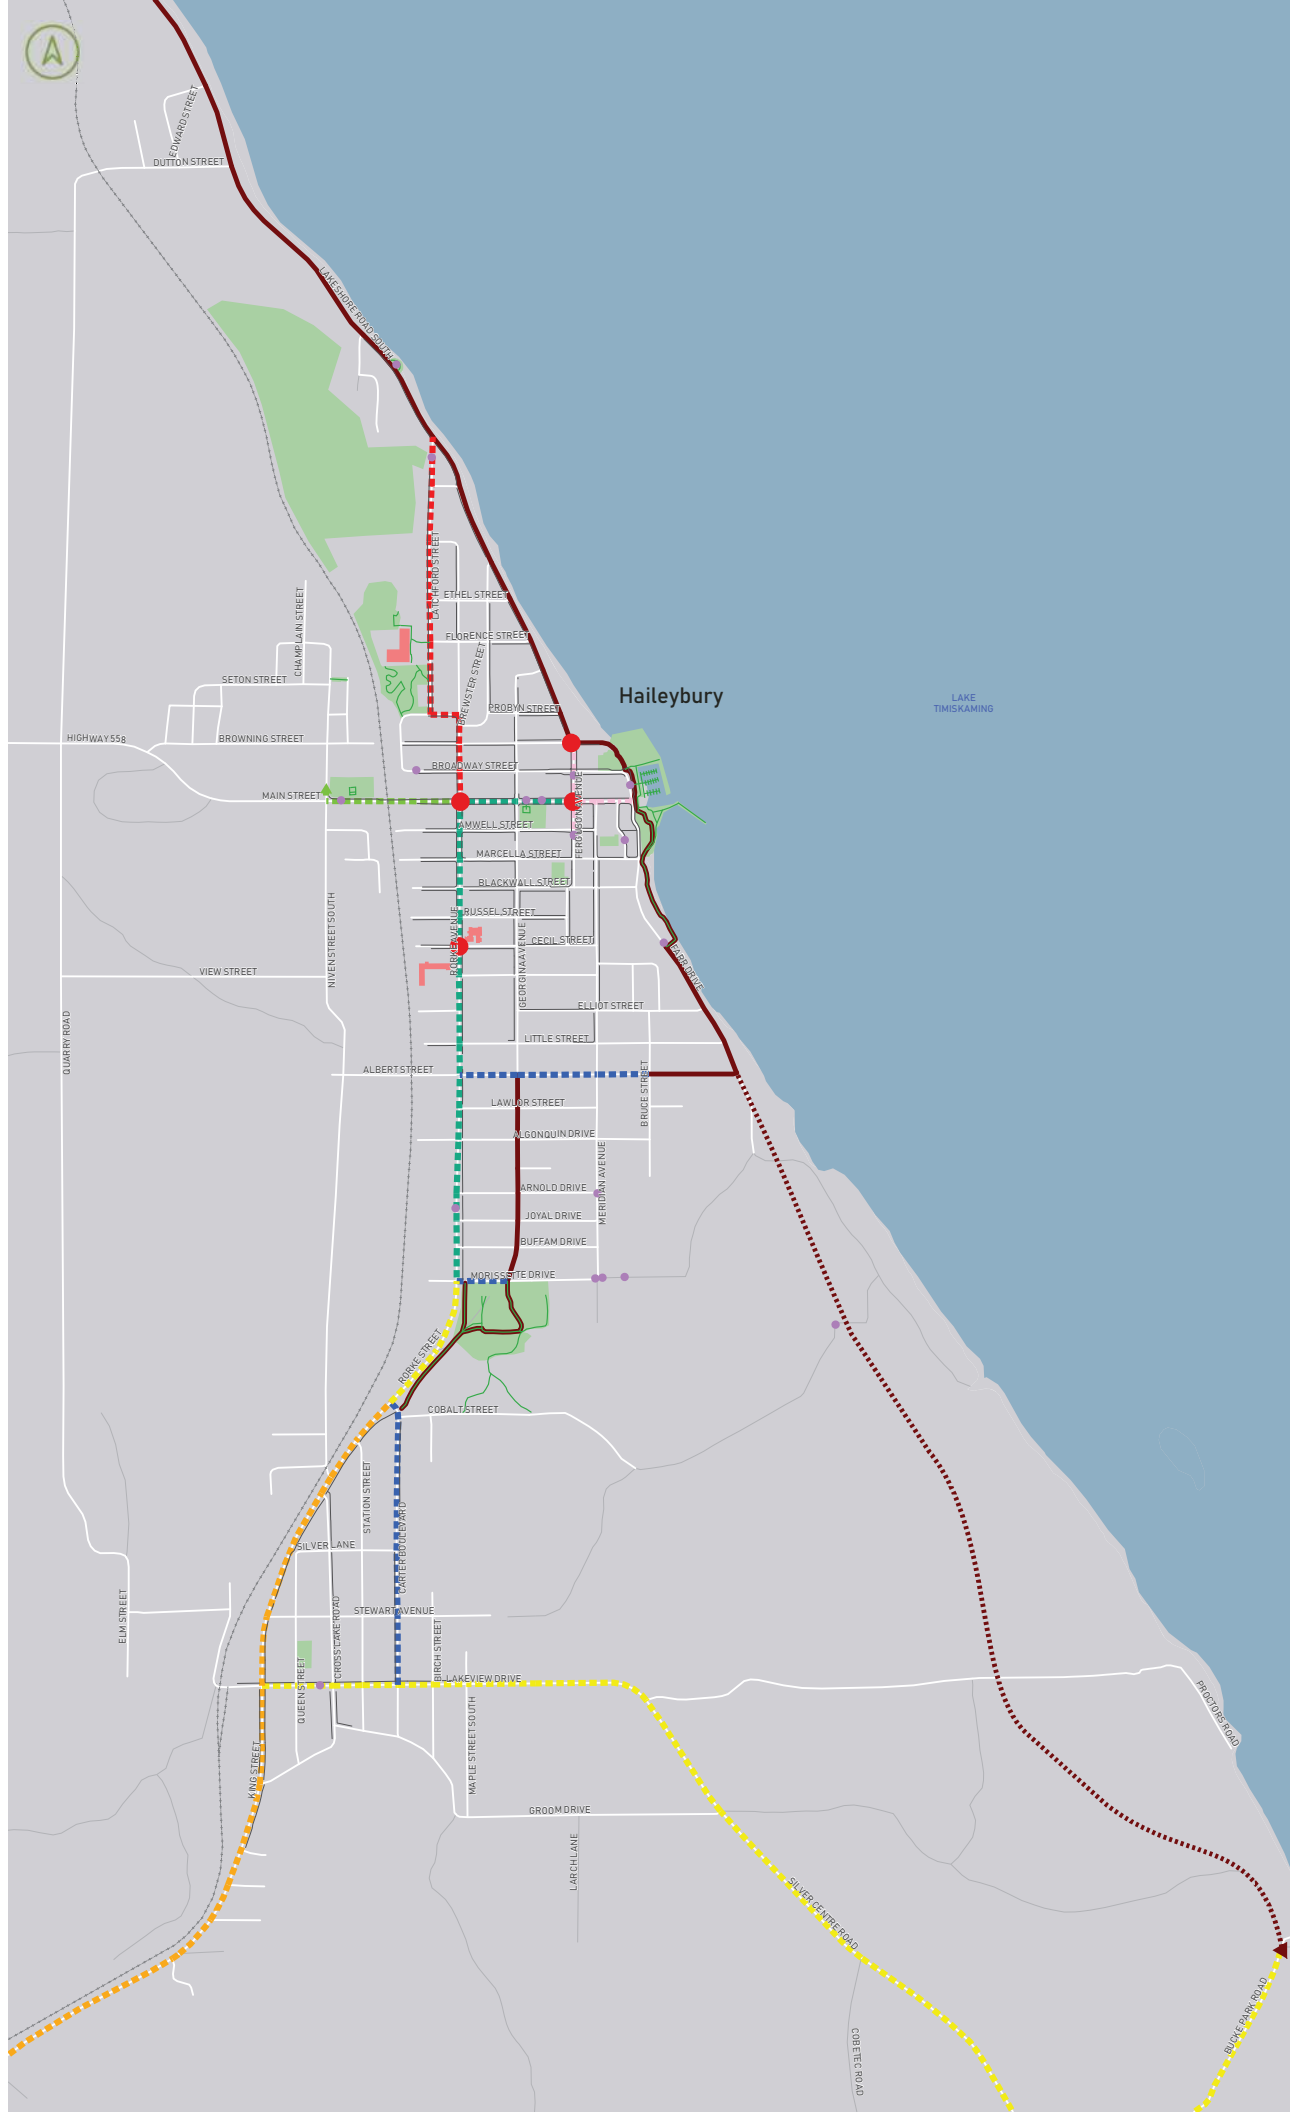 EDWARD STREET
DUTTON STREET
LAKESHORE ROAD SOUTH
LATCHFORD STREET
ETHEL STREET
CHAMPLAIN STREET
FLORENCE STREET
BREWSTER STREET
SETON STREET
Haileybury
LAKE
TIMISKAMING
PROBYN STREET
HIGHWAY 558
BROWNING STREET
BROADWAY STREET
FERGUSON AVENUE
MAIN STREET
AMWELL STREET
MARCELLA STREET
BLACKWALL STREET
RUSSEL STREET
NIVEN STREET SOUTH
RORKE AVENUE
GEORGINA AVENUE
CECIL STREET
FARR DRIVE
VIEW STREET
ELLIOT STREET
QUARRY ROAD
LITTLE STREET
ALBERT STREET
BRUCE STREET
LAWLOR STREET
ALGONQUIN DRIVE
MERIDIAN AVENUE
ARNOLD DRIVE
JOYAL DRIVE
BUFFAM DRIVE
MORISSETTE DRIVE
RORKE STREET
COBALT STREET
STATION STREET
CARTER BOULEVARD
SILVER LANE
ELM STREET
CROSS LAKE ROAD
STEWART AVENUE
BIRCH STREET
QUEEN STREET
LAKEVIEW DRIVE
PROCTORS ROAD
MAPLE STREET SOUTH
KING STREET
GROOM DRIVE
LARCH LANE
SILVER CENTRE ROAD
BUCKE PARK ROAD
COBETEC ROAD